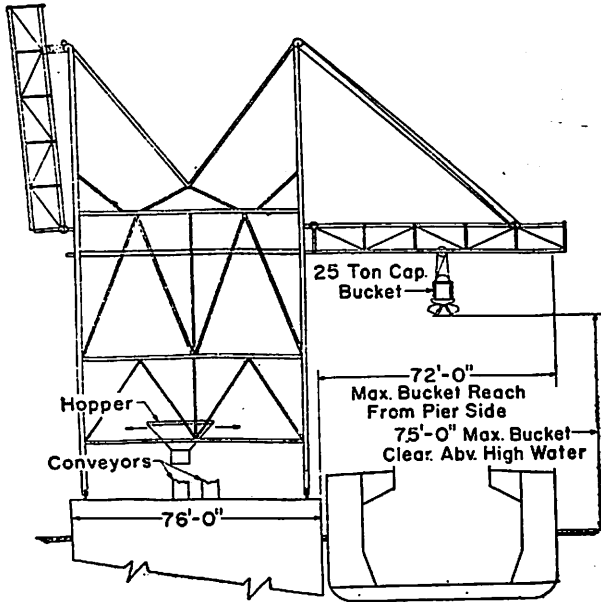 25 Ton Cap.
Bucket
72'-0"
Max. Bucket Reach
From Pier Side
75'-0" Max. Bucket
Clear. Abv. High Water
Hopper
Conveyors
76'-0"